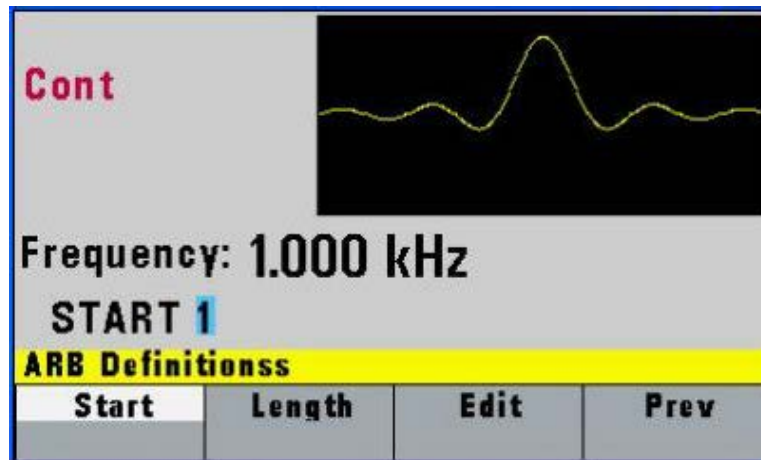 Cont
Frequency: 1.000 kHz
START 1
ARB Definitionss
Start Length Edit Prev